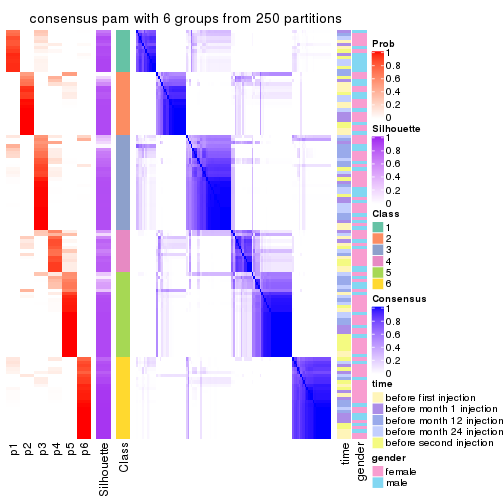 consensus pam with 6 groups from 250 partitions
Prob
1
0.8
0.6
0.4
0.2
0
Silhouette
1
0.8
0.6
0.4
0.2
0
Class
1
2
3
4
5
6
Consensus
1
0.8
0.6
0.4
0.2
0
time
before first injection
before month 1 injection
before month 12 injection
before month 24 injection
before second injection
gender
female
male
p1
p2
p3
p4
p5
p6
Silhouette
Class
time
gender